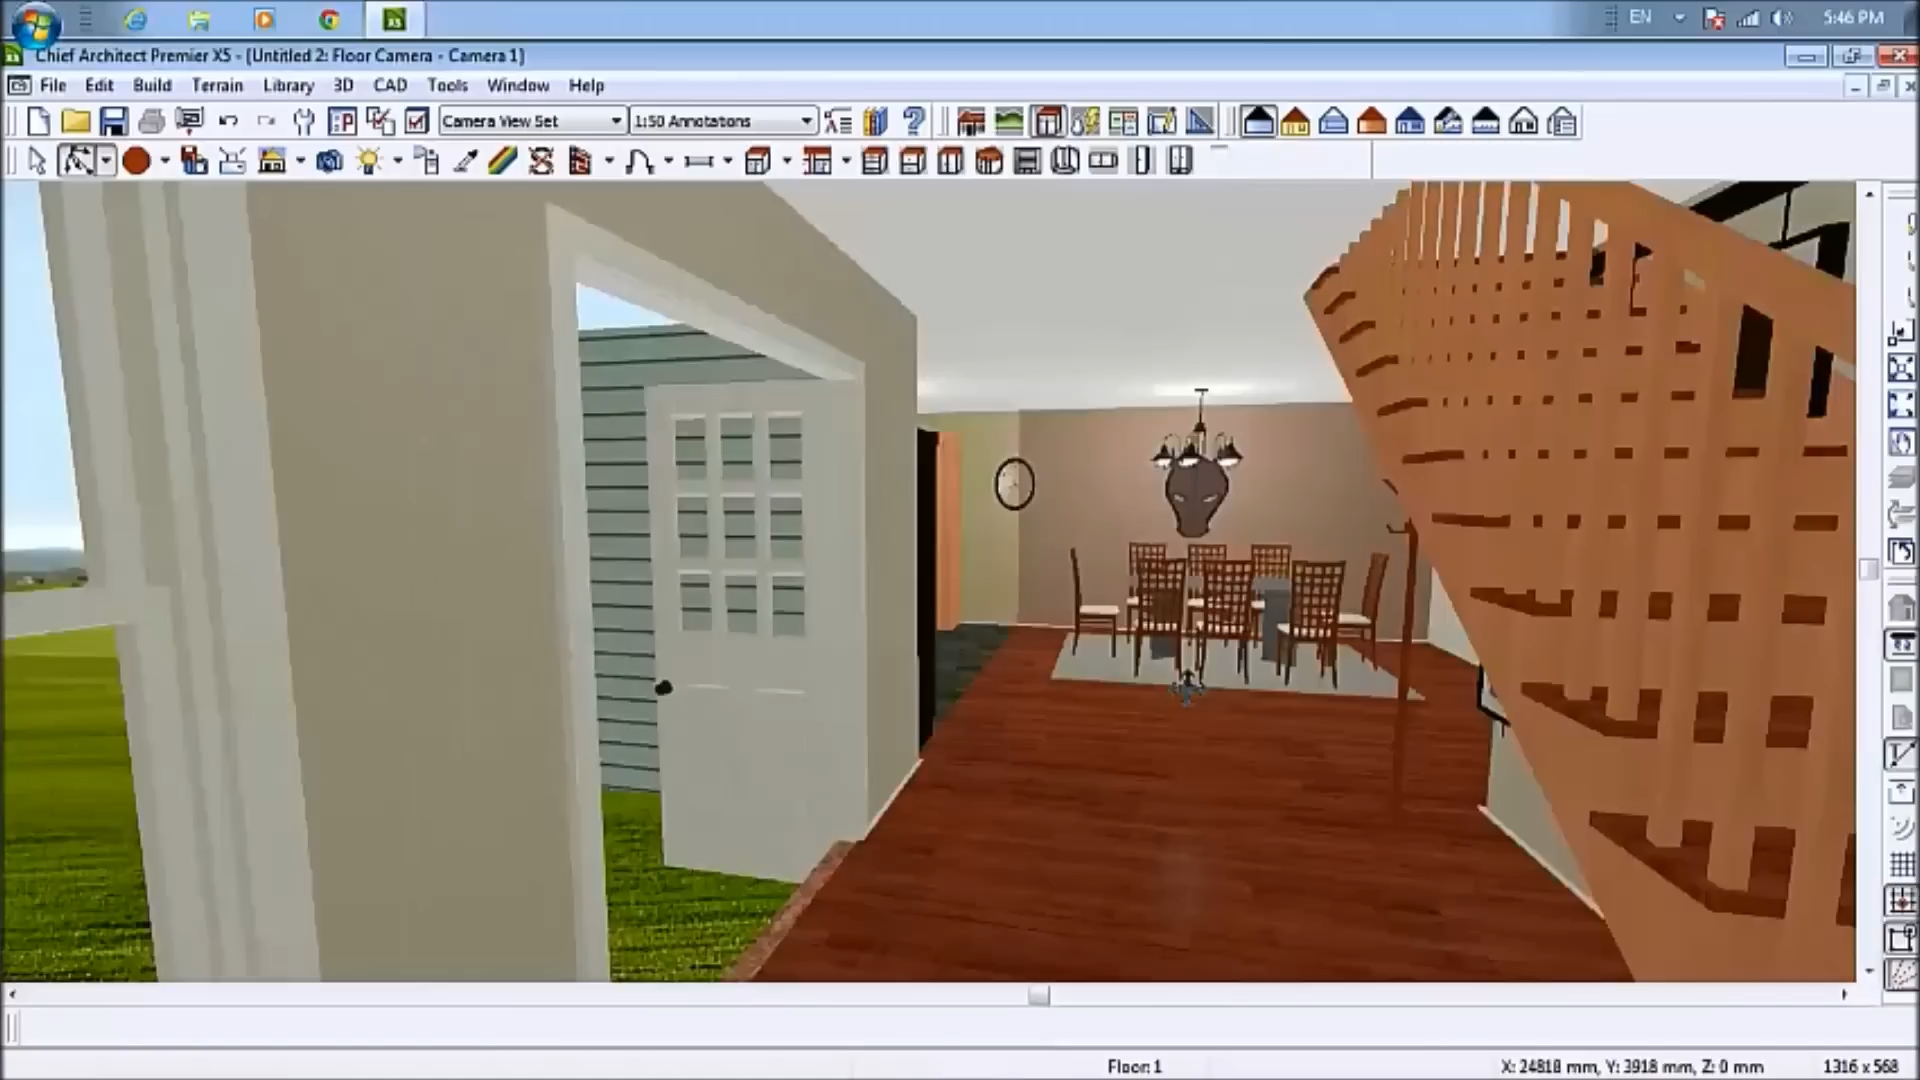 EN
5:46 PM
Chief Architect Premier X5 - [Untitled 2: Floor Camera - Camera 1]
File Edit Build Terrain Library 3D CAD Tools Window Help
Camera View Set
1:50 Annotations
Floor: 1
X: 24818 mm, Y: 3918 mm, Z: 0 mm
1316 x 568